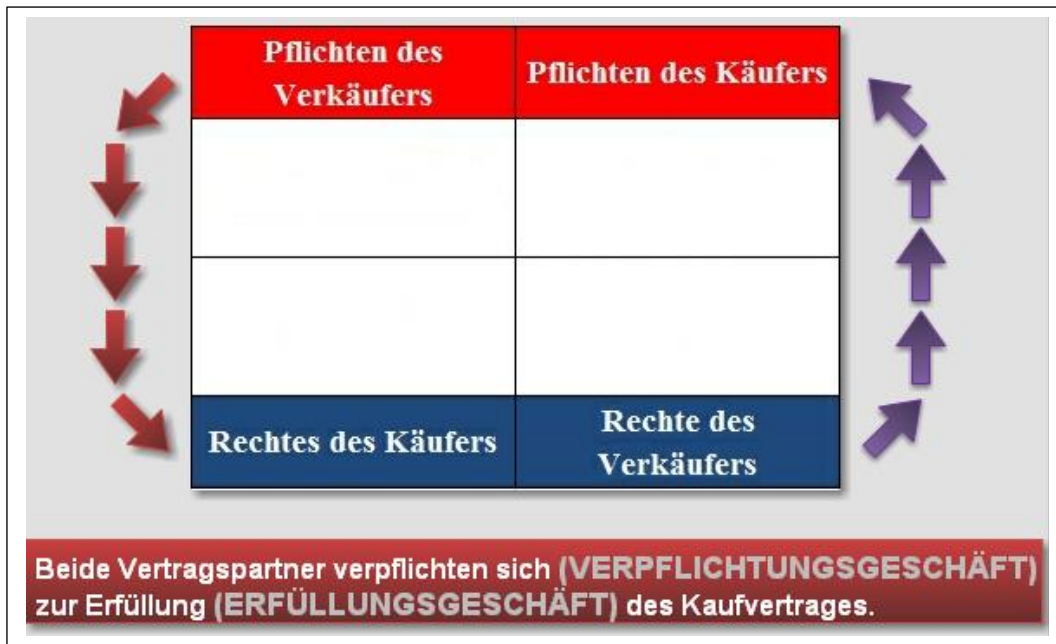 Pflichten des
Verkäufers
Pflichten des Käufers
Rechtes des Käufers
Rechte des
Verkäufers
Beide Vertragspartner verpflichten sich (VERPFLICHTUNGSGESCHÄFT)
zur Erfüllung (ERFÜLLUNGSGESCHÄFT) des Kaufvertrages.